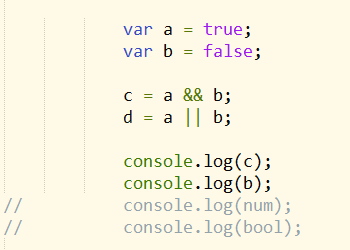 var a = true;
var b = false;
c = a && b;
d = a || b;
console.log(c);
console.log(b);
// console.log(num);
// console.log(bool);